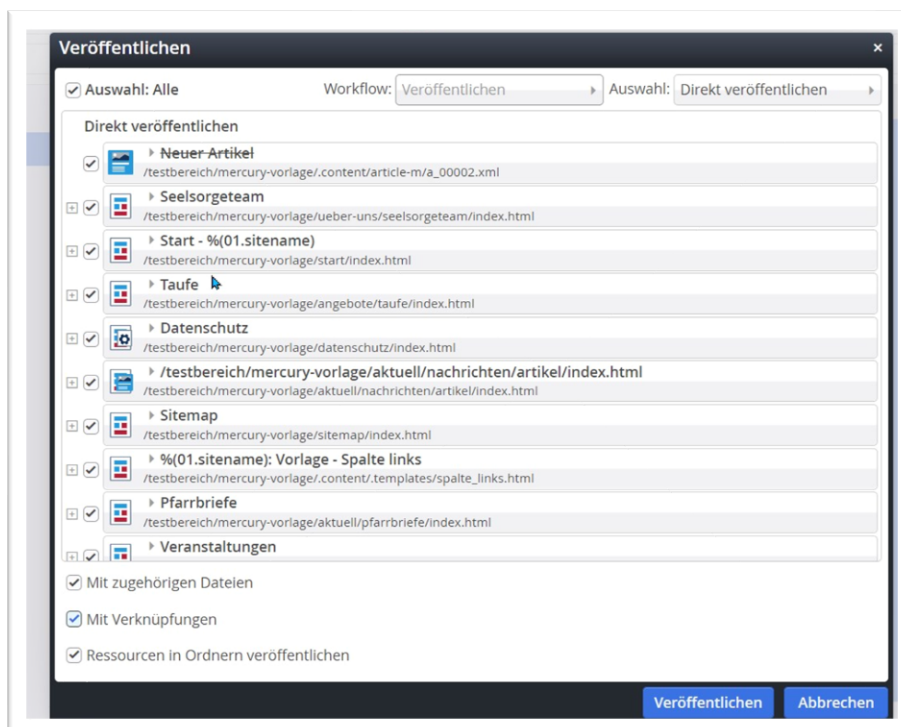 Veröffentlichen ×
Auswahl: Alle Workflow: Veröffentlichen Auswahl: Direkt veröffentlichen
Direkt veröffentlichen
Neuer Artikel
/testbereich/mercury-vorlage/.content/article-m/a_00002.xml
Seelsorgeteam
/testbereich/mercury-vorlage/ueber-uns/seelsorgeteam/index.html
Start - %(01.sitename)
/testbereich/mercury-vorlage/start/index.html
Taufe
/testbereich/mercury-vorlage/angebote/taufe/index.html
Datenschutz
/testbereich/mercury-vorlage/datenschutz/index.html
/testbereich/mercury-vorlage/aktuell/nachrichten/artikel/index.html
/testbereich/mercury-vorlage/aktuell/nachrichten/artikel/index.html
Sitemap
/testbereich/mercury-vorlage/sitemap/index.html
%(01.sitename): Vorlage - Spalte links
/testbereich/mercury-vorlage/.content/.templates/spalte_links.html
Pfarrbriefe
/testbereich/mercury-vorlage/aktuell/pfarrbriefe/index.html
Veranstaltungen
Mit zugehörigen Dateien
Mit Verknüpfungen
Ressourcen in Ordnern veröffentlichen
Veröffentlichen Abbrechen